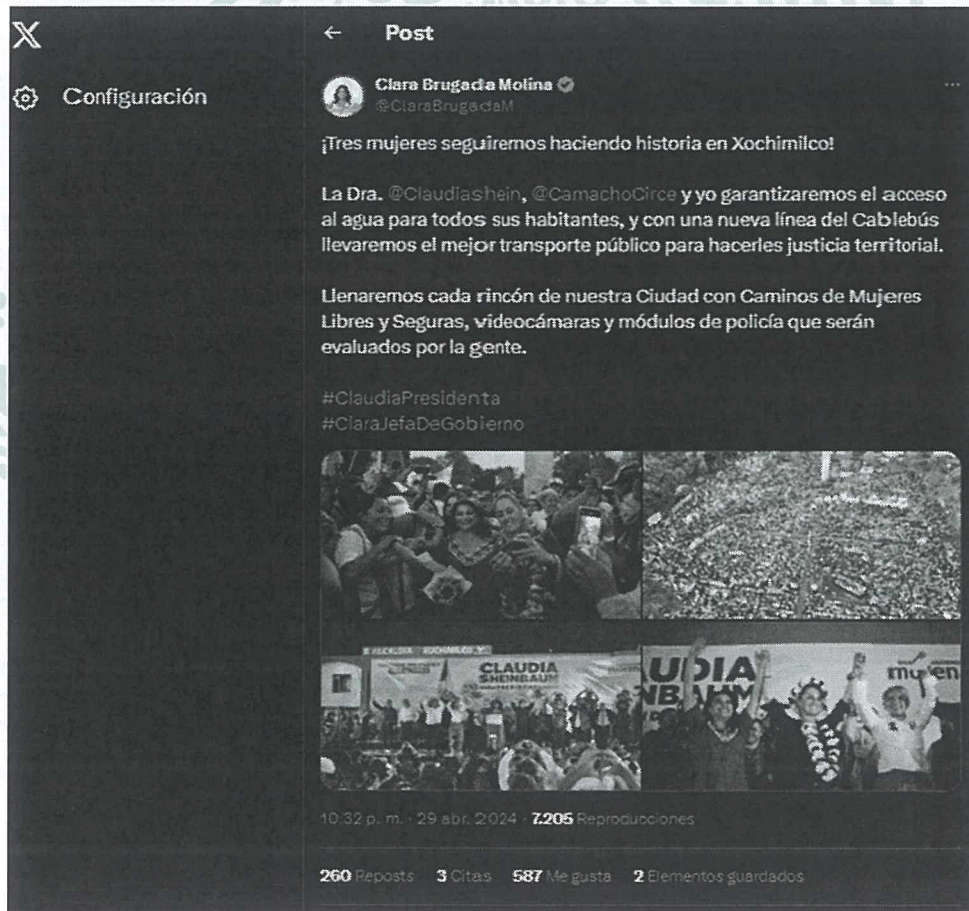 X
Configuración
← Post
Clara Brugada Molina
@ClaraBrugadaM
¡Tres mujeres seguiremos haciendo historia en Xochimilco!
La Dra. @Claudiashein, @CamachoCirce y yo garantizaremos el acceso
al agua para todos sus habitantes, y con una nueva línea del Cablebús
llevaremos el mejor transporte público para hacerles justicia territorial.
Llenaremos cada rincón de nuestra Ciudad con Caminos de Mujeres
Libres y Seguras, videocámaras y módulos de policía que serán
evaluados por la gente.
#ClaudiaPresidenta
#ClaraJefaDeGobierno
ALCALDÍA XOCHIMILCO
CLAUDIA
SHEINBAUM
UDIA
NBAUM
morena
10:32 p. m. · 29 abr. 2024 · 7.205 Reproducciones
260 Reposts 3 Citas 587 Me gusta 2 Elementos guardados